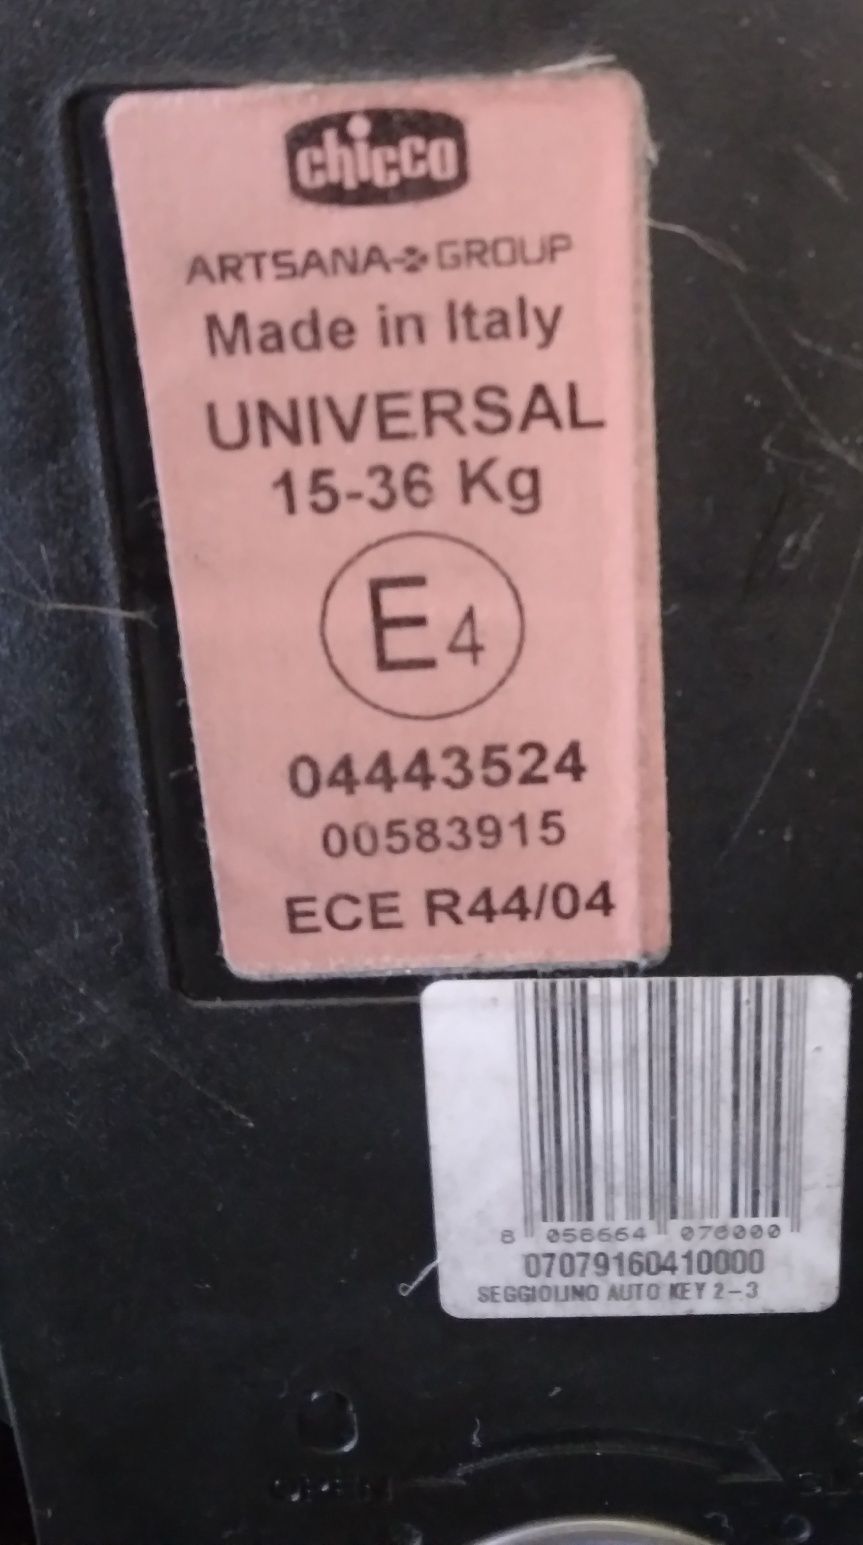 chicco
ARTSANA GROUP
Made in Italy
UNIVERSAL
15-36 Kg
E4
04443524
00583915
ECE R44/04
8 058664 076000
07079160410000
SEGGIOLINO AUTO KEY 2-3